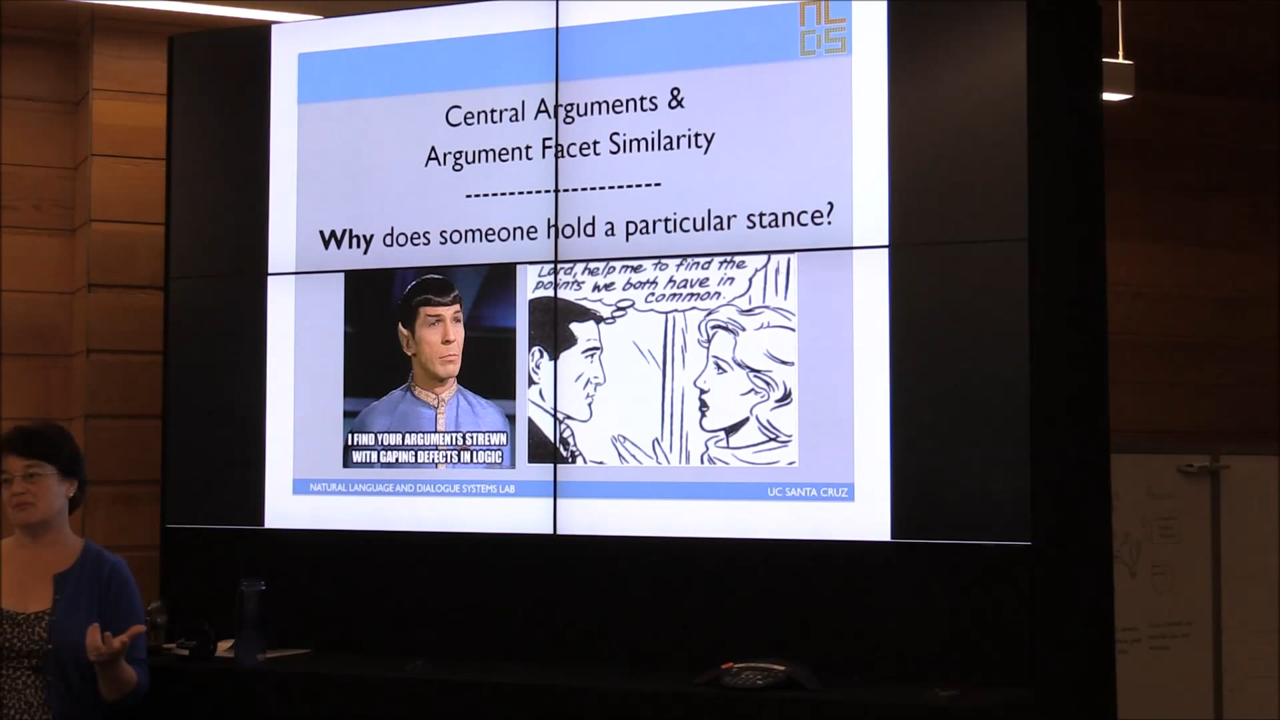 NL
DS
Central Arguments &
Argument Facet Similarity
-----------------------
Why does someone hold a particular stance?
Lord, help me to find the
points we both have in
common.
I FIND YOUR ARGUMENTS STREWN
WITH GAPING DEFECTS IN LOGIC
NATURAL LANGUAGE AND DIALOGUE SYSTEMS LAB
UC SANTA CRUZ